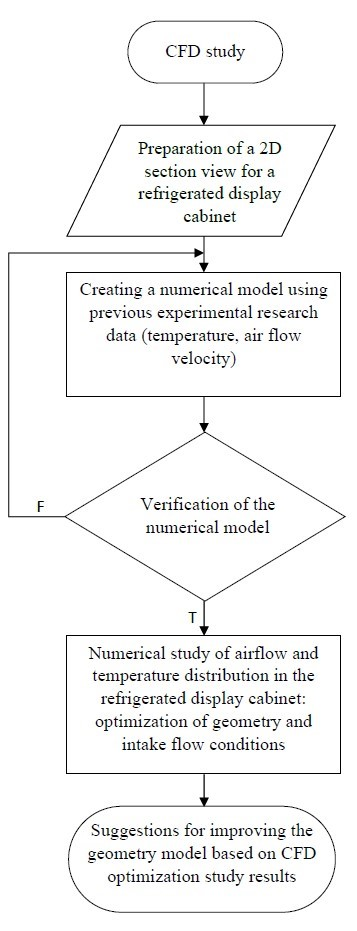 CFD study
Preparation of a 2D
section view for a
refrigerated display
cabinet
Creating a numerical model using
previous experimental research
data (temperature, air flow
velocity)
Verification of the
numerical model
F
T
Numerical study of airflow and
temperature distribution in the
refrigerated display cabinet:
optimization of geometry and
intake flow conditions
Suggestions for improving the
geometry model based on CFD
optimization study results